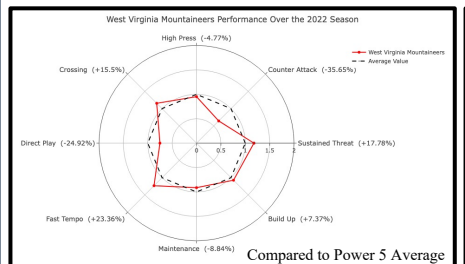 West Virginia Mountaineers Performance Over the 2022 Season
High Press (-4.77%)
West Virginia Mountaineers
Average Value
Crossing (+15.5%)
Counter Attack (-35.65%)
Direct Play (-24.92%)
0 0.5 1 1.5 2
Sustained Threat (+17.78%)
Fast Tempo (+23.36%)
Build Up (+7.37%)
Maintenance (-8.84%)
Compared to Power 5 Average